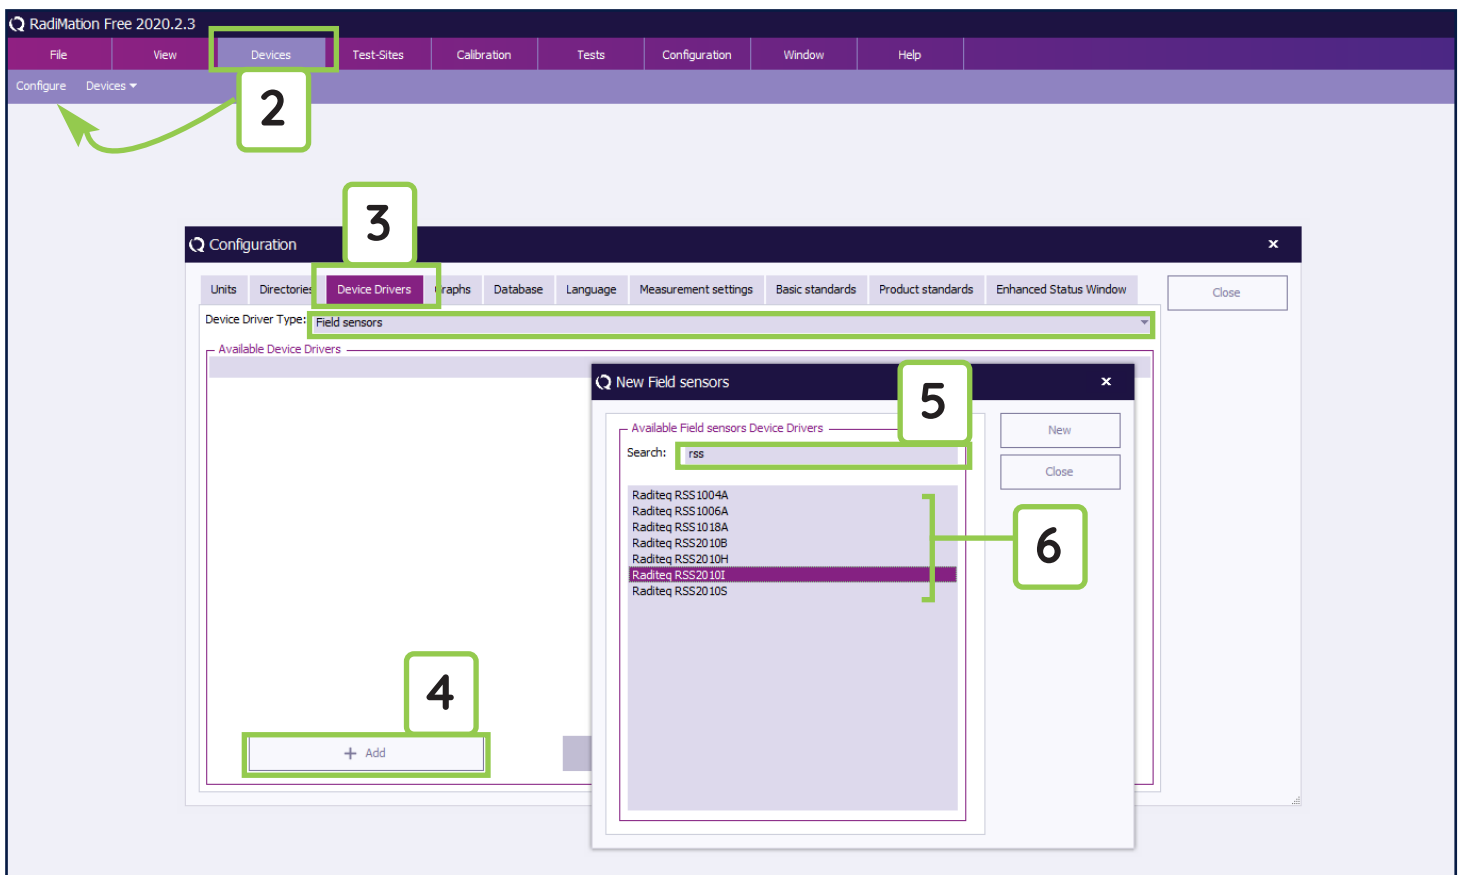 RadiMation Free 2020.2.3
File View Devices Test-Sites Calibration Tests Configuration Window Help
Configure Devices
2
3
Configuration x
Units Directories Device Drivers Graphs Database Language Measurement settings Basic standards Product standards Enhanced Status Window Close
Device Driver Type: Field sensors
Available Device Drivers
New Field sensors x
5
Available Field sensors Device Drivers New
Search: rss
Close
Raditeq RSS1004A
Raditeq RSS1006A
Raditeq RSS1018A
Raditeq RSS2010B
Raditeq RSS2010H
Raditeq RSS2010I
Raditeq RSS2010S
6
4
+ Add